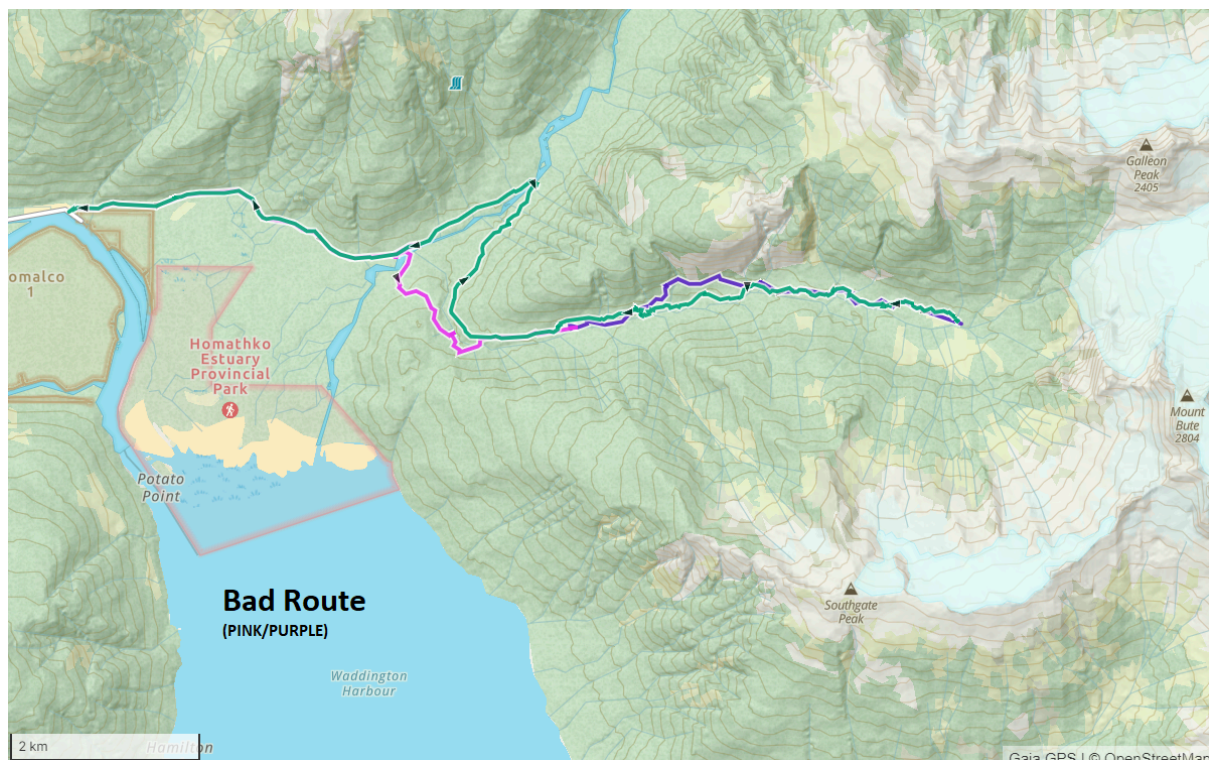 Galleon
Peak
2405
omalco
1
Homathko
Estuary
Provincial
Park
Mount
Bute
2804
Potato
Point
Bad Route
(PINK/PURPLE)
Southgate
Peak
Waddington
Harbour
2 km
Hamilton
Gaia GPS | © OpenStreetMap